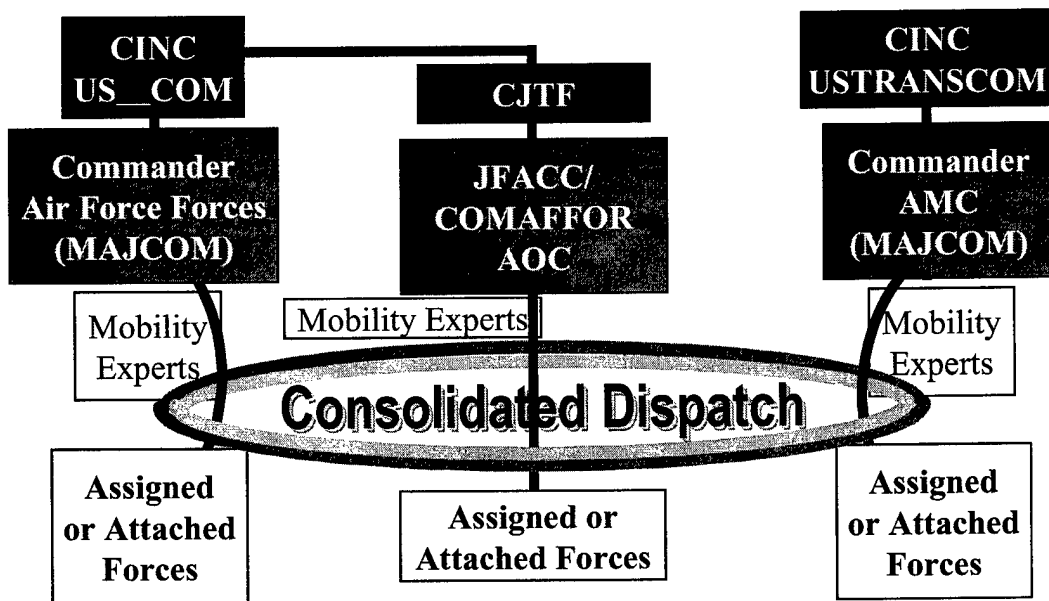 CINC
US__COM
CJTF
CINC
USTRANSCOM
Commander
Air Force Forces
(MAJCOM)
JFACC/
COMAFFOR
AOC
Commander
AMC
(MAJCOM)
Mobility
Experts
Mobility Experts
Mobility
Experts
Consolidated Dispatch
Assigned
or Attached
Forces
Assigned or
Attached Forces
Assigned
or Attached
Forces